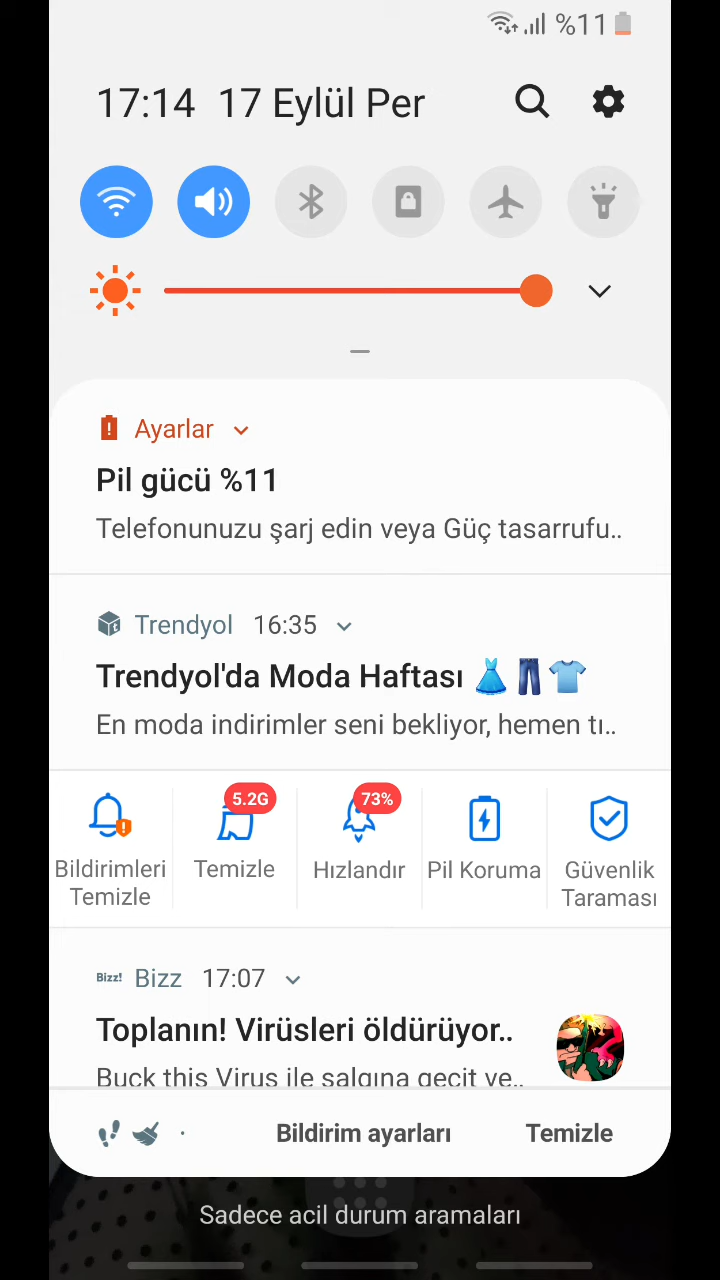 %11
17:14 17 Eylül Per
Ayarlar
Pil gücü %11
Telefonunuzu şarj edin veya Güç tasarrufu..
Trendyol 16:35
Trendyol'da Moda Haftası
En moda indirimler seni bekliyor, hemen tı..
5.2G
73%
Bildirimleri
Temizle
Temizle
Hızlandır
Pil Koruma
Güvenlik
Taraması
Bizz! Bizz 17:07
Toplanın! Virüsleri öldürüyor..
Buck this Virus ile salgına geçit ve..
Bildirim ayarları
Temizle
Sadece acil durum aramaları